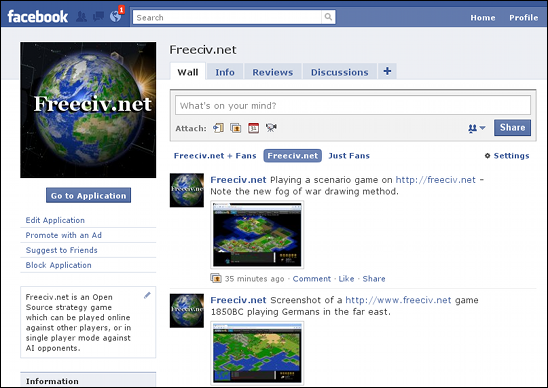 facebook
1
Search
Home
Profile
Freeciv.net
Freeciv.net
Wall
Info
Reviews
Discussions
+
What's on your mind?
Attach:
31
Share
Freeciv.net + Fans
Freeciv.net
Just Fans
Settings
Go to Application
Edit Application
Promote with an Ad
Suggest to Friends
Block Application
Freeciv.net is an Open
Source strategy game
which can be played online
against other players, or in
single player mode against
AI opponents.
Information
Freeciv.net
Freeciv.net Playing a scenario game on http://freeciv.net –
Note the new fog of war drawing method.
35 minutes ago · Comment · Like · Share
Freeciv.net
Freeciv.net Screenshot of a http://www.freeciv.net game
1850BC playing Germans in the far east.